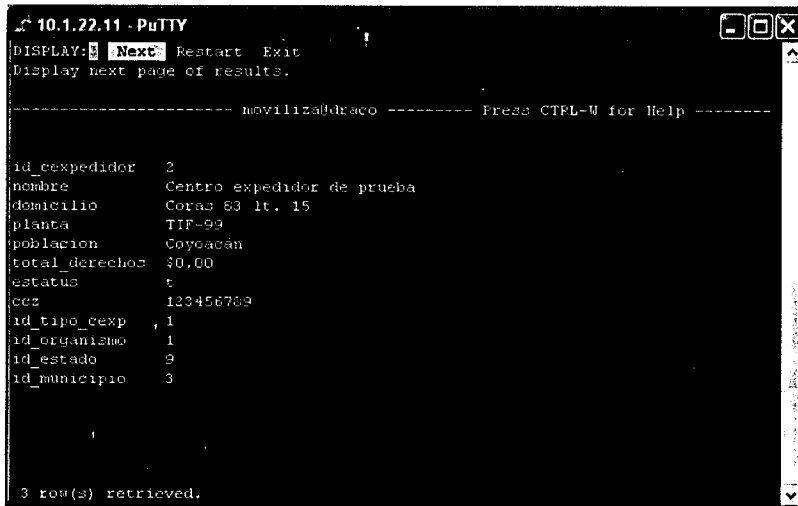 10.1.22.11 - PuTTY
DISPLAY: Next Restart Exit
Display next page of results.
----------------------- moviliza@draco --------- Press CTRL-W for Help --------
id_cexpedidor 2
nombre Centro expedidor de prueba
domicilio Coras 83 lt. 15
planta TIF-99
poblacion Coyoacán
total_derechos $0.00
estatus t
ccz 123456789
id_tipo_cexp 1
id_organismo 1
id_estado 9
id_municipio 3
3 row(s) retrieved.